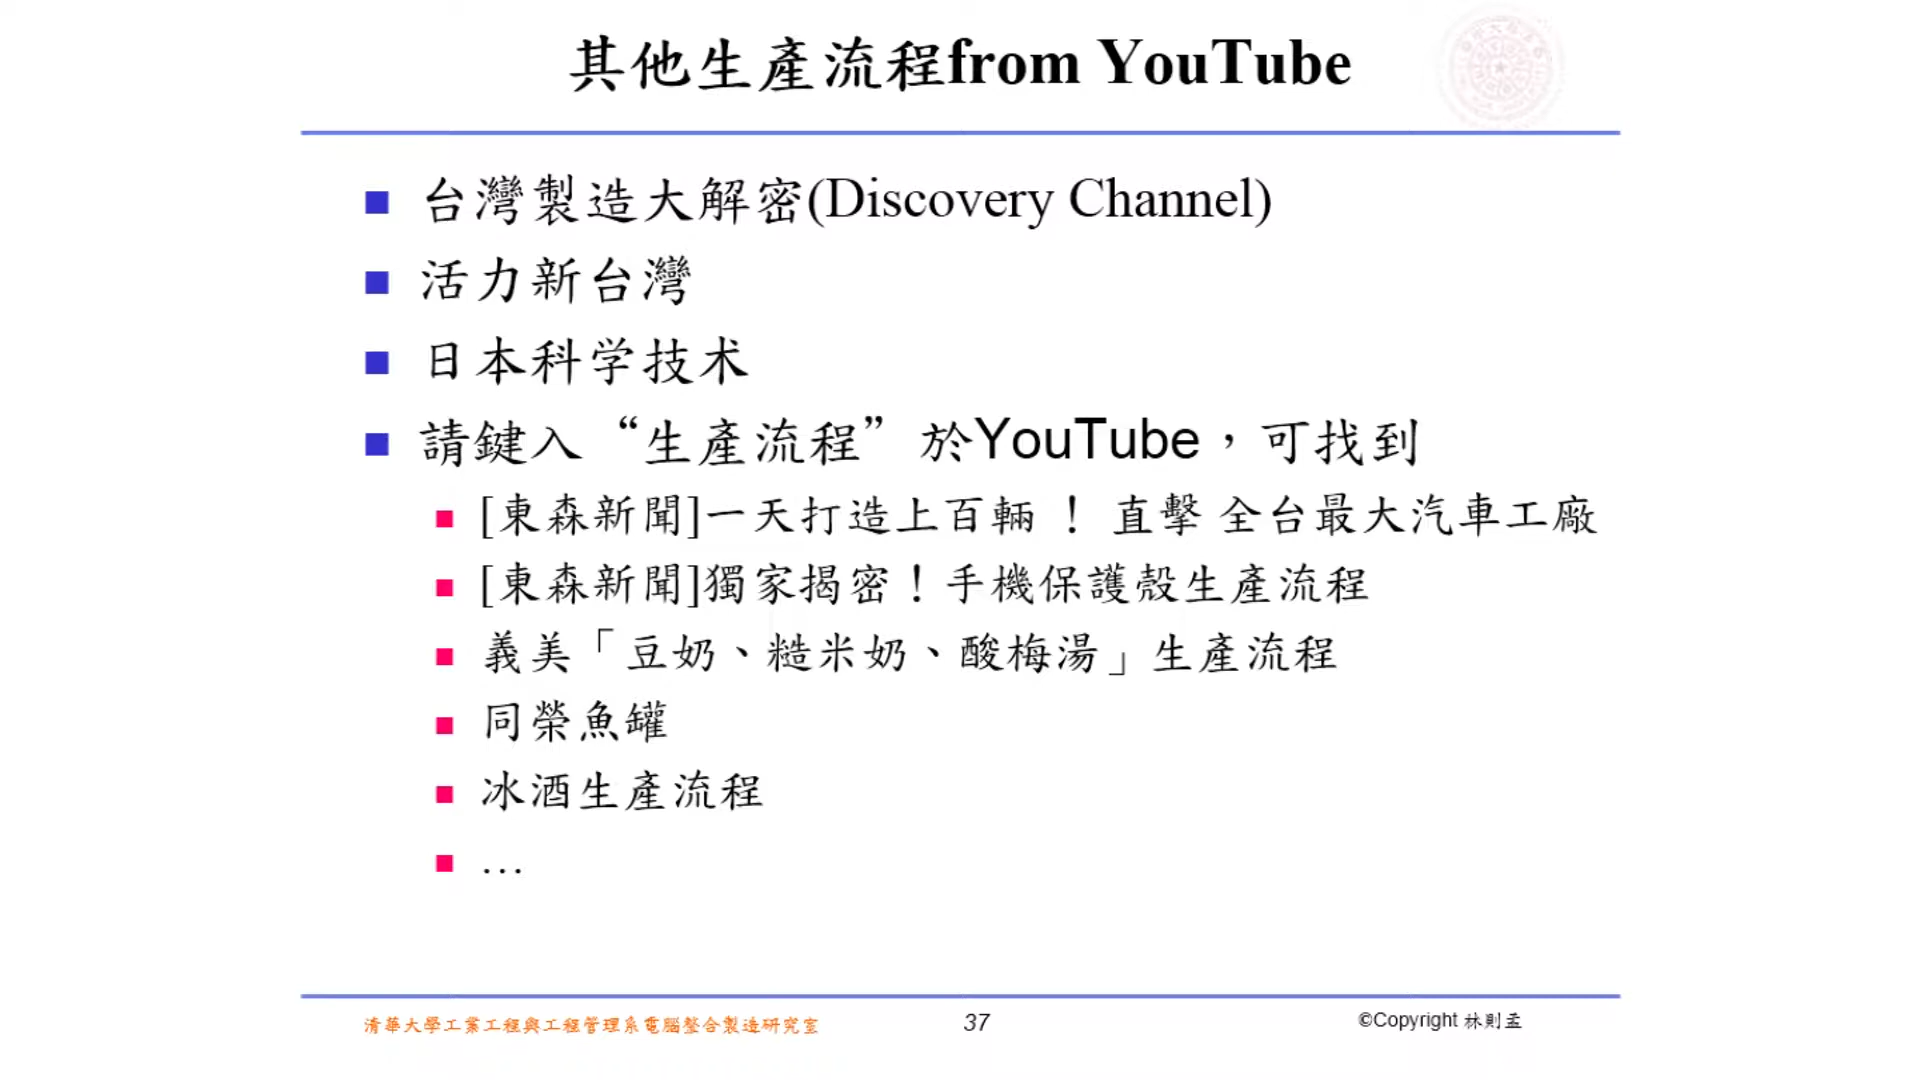 其他生產流程from YouTube
台灣製造大解密(Discovery Channel)
活力新台灣
日本科学技术
請鍵入“生產流程”於YouTube，可找到
[東森新聞]一天打造上百輛！ 直擊 全台最大汽車工廠
[東森新聞]獨家揭密！手機保護殼生產流程
義美「豆奶、糙米奶、酸梅湯」生產流程
同榮魚罐
冰酒生產流程
…
清華大學工業工程與工程管理系電腦整合製造研究室
37
©Copyright 林則孟